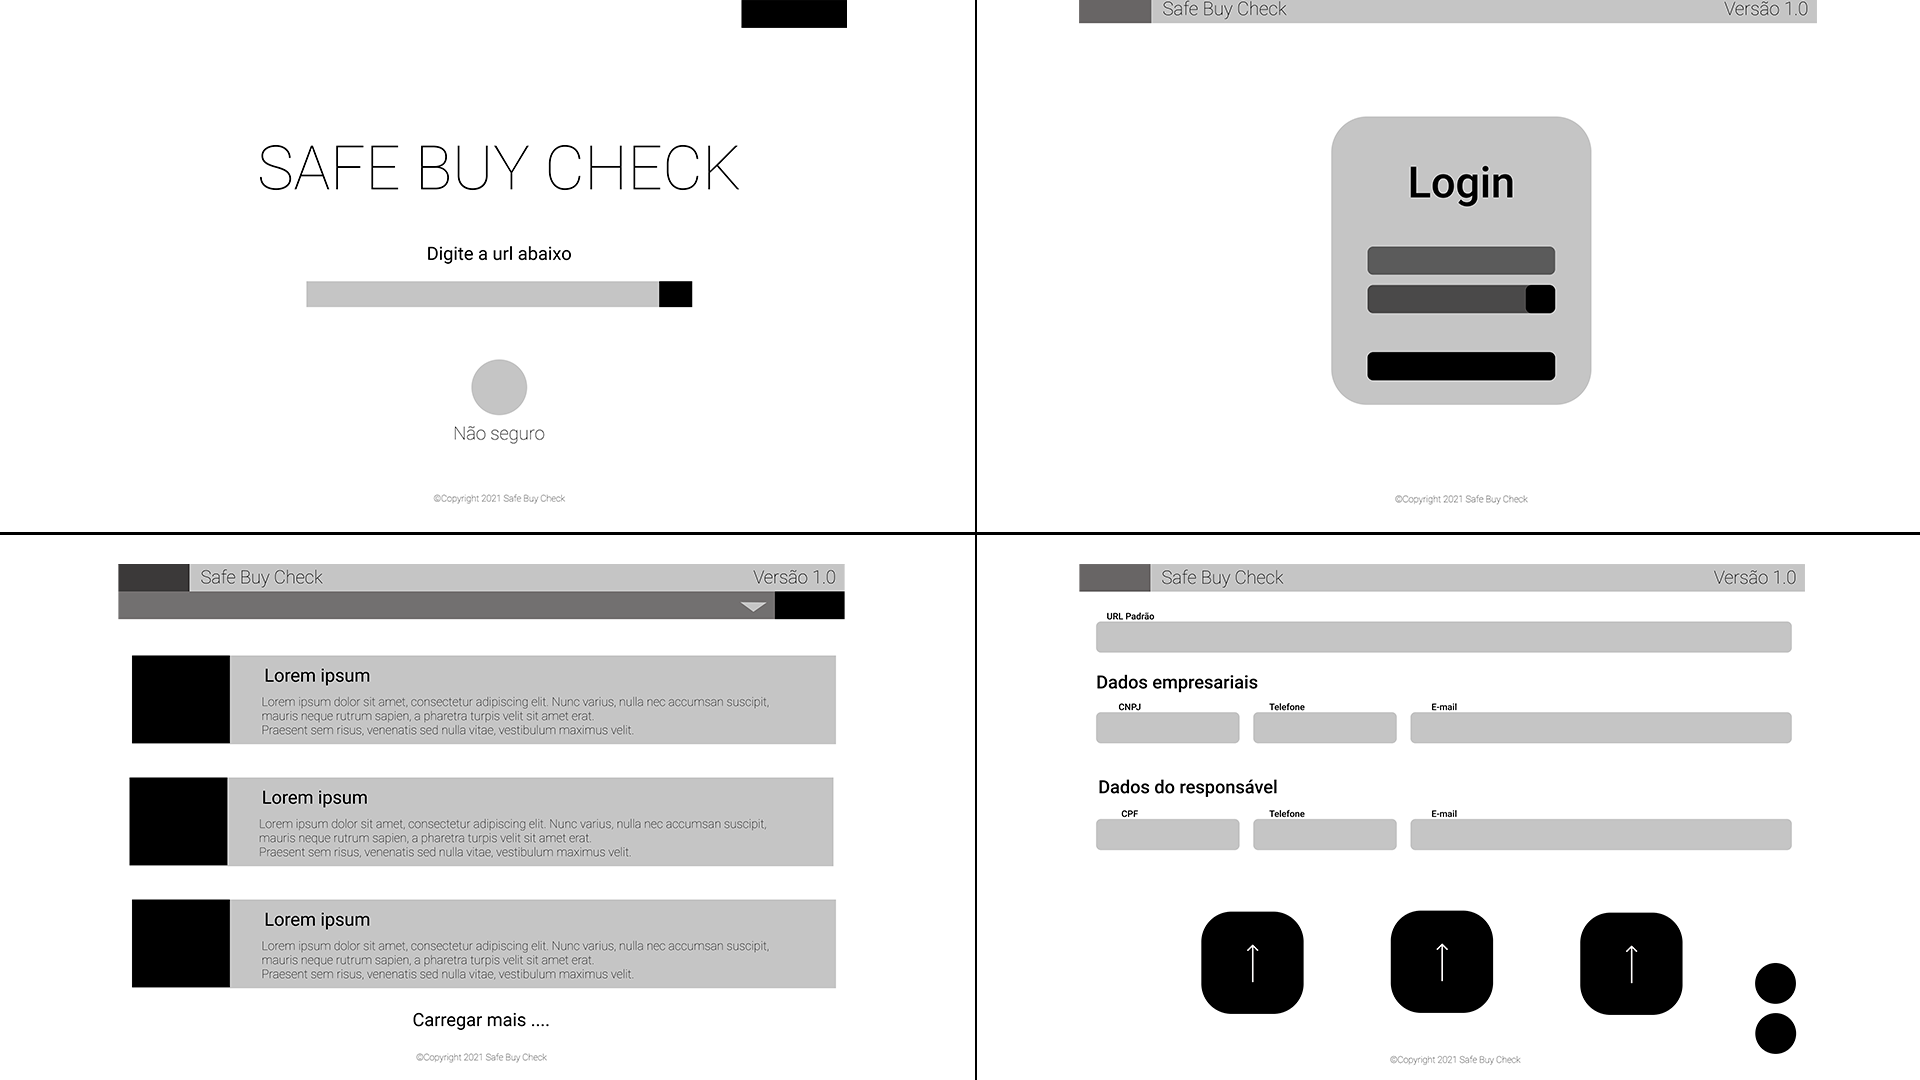 SAFE BUY CHECK
Digite a url abaixo
Não seguro
©Copyright 2021 Safe Buy Check
Safe Buy Check
Versão 1.0
Login
©Copyright 2021 Safe Buy Check
Safe Buy Check
Versão 1.0
Lorem ipsum
Lorem ipsum dolor sit amet, consectetur adipiscing elit. Nunc varius, nulla nec accumsan suscipit,
mauris neque rutrum sapien, a pharetra turpis velit sit amet erat.
Praesent sem risus, venenatis sed nulla vitae, vestibulum maximus velit.
Lorem ipsum
Lorem ipsum dolor sit amet, consectetur adipiscing elit. Nunc varius, nulla nec accumsan suscipit,
mauris neque rutrum sapien, a pharetra turpis velit sit amet erat.
Praesent sem risus, venenatis sed nulla vitae, vestibulum maximus velit.
Lorem ipsum
Lorem ipsum dolor sit amet, consectetur adipiscing elit. Nunc varius, nulla nec accumsan suscipit,
mauris neque rutrum sapien, a pharetra turpis velit sit amet erat.
Praesent sem risus, venenatis sed nulla vitae, vestibulum maximus velit.
Carregar mais ....
©Copyright 2021 Safe Buy Check
Safe Buy Check
Versão 1.0
URL Padrão
Dados empresariais
CNPJ
Telefone
E-mail
Dados do responsável
CPF
Telefone
E-mail
©Copyright 2021 Safe Buy Check